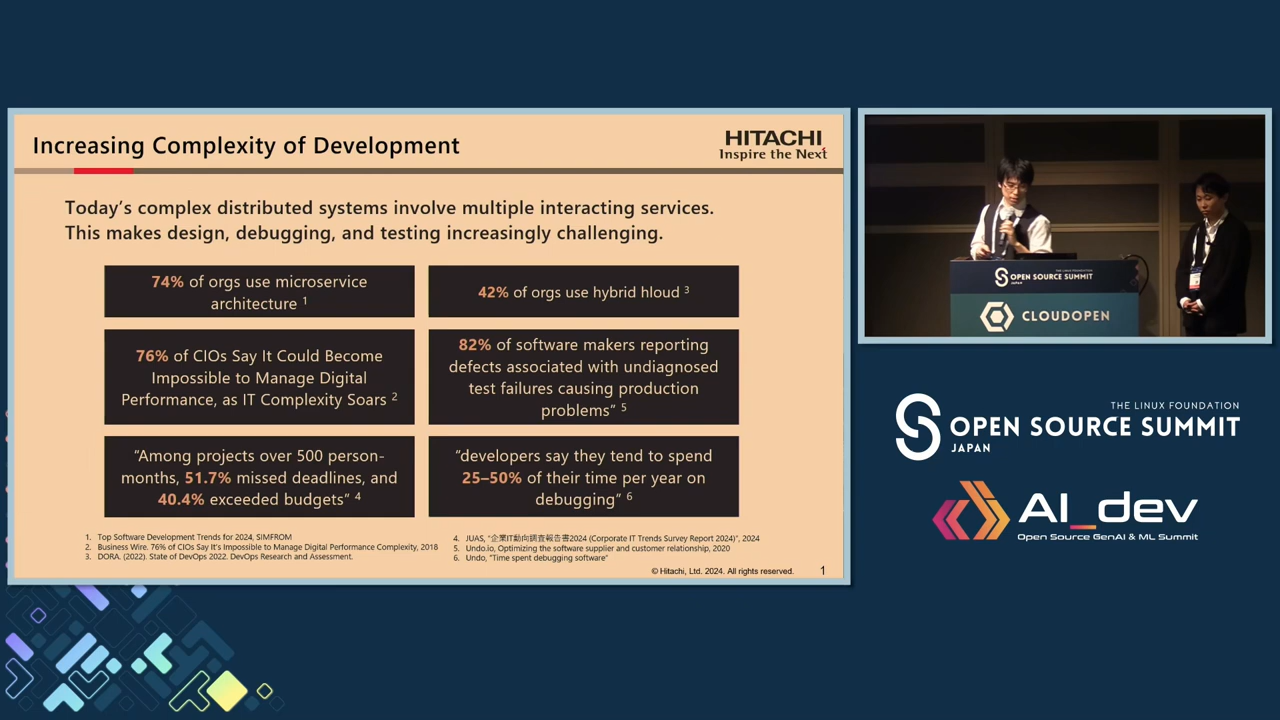 Increasing Complexity of Development
HITACHI
Inspire the Next
Today's complex distributed systems involve multiple interacting services.
This makes design, debugging, and testing increasingly challenging.
74% of orgs use microservice
architecture 1
42% of orgs use hybrid hloud 3
76% of CIOs Say It Could Become
Impossible to Manage Digital
Performance, as IT Complexity Soars 2
82% of software makers reporting
defects associated with undiagnosed
test failures causing production
problems” 5
“Among projects over 500 person-
months, 51.7% missed deadlines, and
40.4% exceeded budgets” 4
“developers say they tend to spend
25–50% of their time per year on
debugging” 6
1. Top Software Development Trends for 2024, SIMFROM
2. Business Wire. 76% of CIOs Say It's Impossible to Manage Digital Performance Complexity, 2018
3. DORA. (2022). State of DevOps 2022. DevOps Research and Assessment.
4. JUAS, “企業IT動向調査報告書2024 (Corporate IT Trends Survey Report 2024)”, 2024
5. Undo.io, Optimizing the software supplier and customer relationship, 2020
6. Undo, “Time spent debugging software”
© Hitachi, Ltd. 2024. All rights reserved.
1
THE LINUX FOUNDATION
OPEN SOURCE SUMMIT
JAPAN
CLOUDOPEN
THE LINUX FOUNDATION
OPEN SOURCE SUMMIT
JAPAN
AI_dev
Open Source GenAI & ML Summit